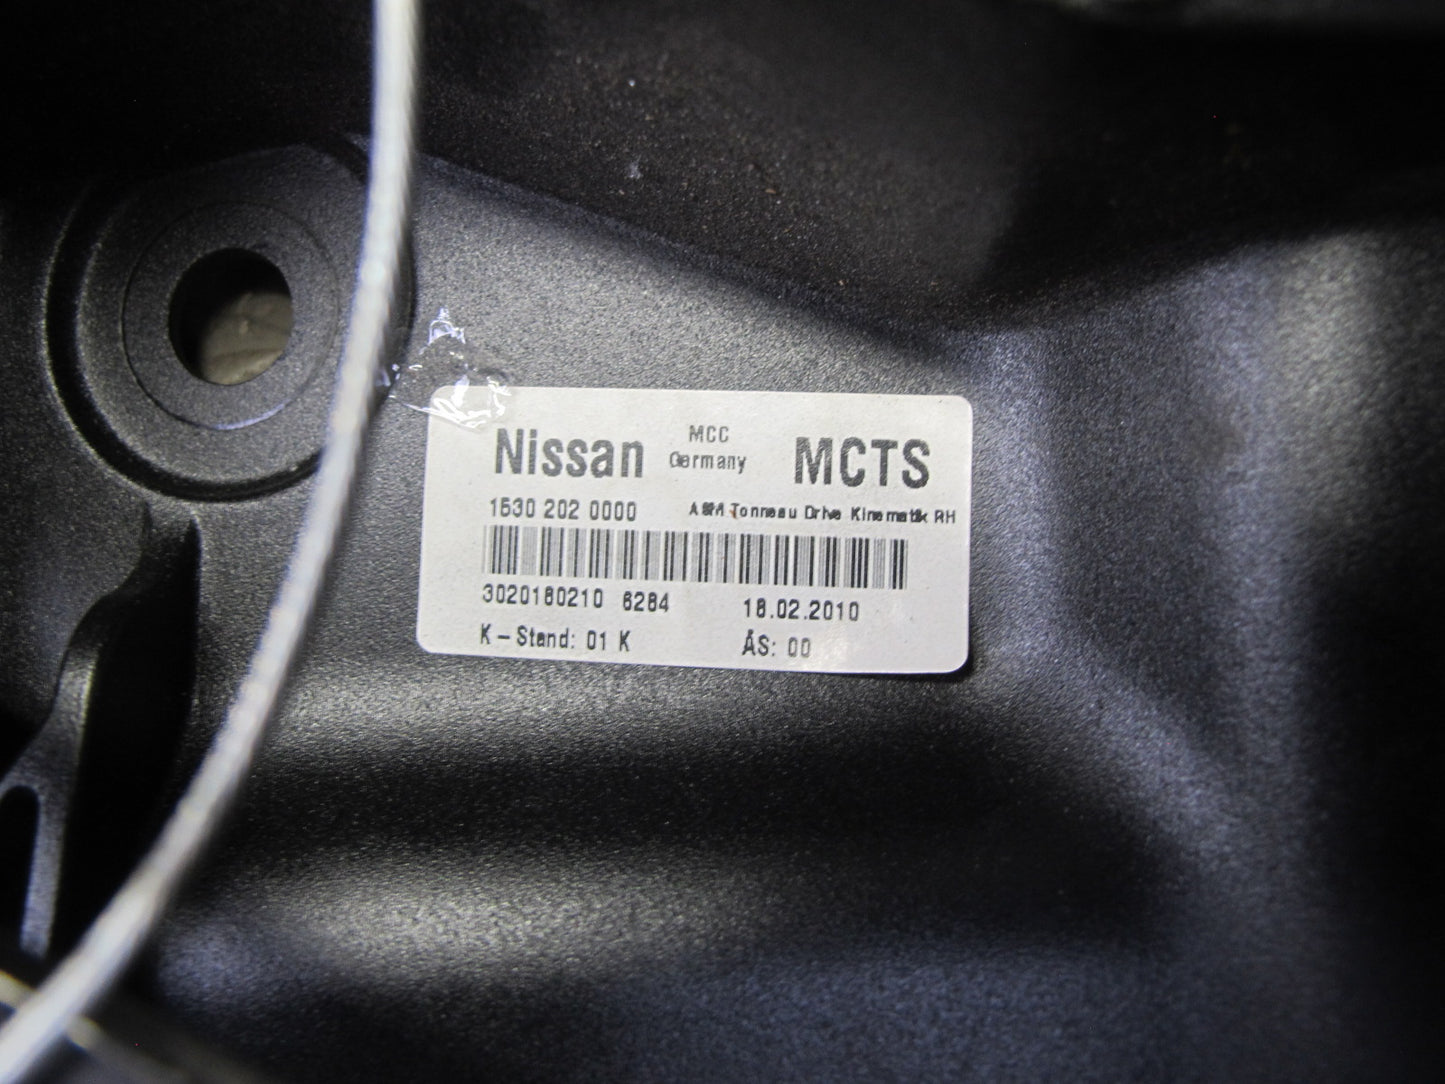 Nissan MCC Germany MCTS
1530 202 0000 ASM Tonneau Drive Kinematik RH
3020180210 6284 18.02.2010
K-Stand: 01 K ÄS: 00